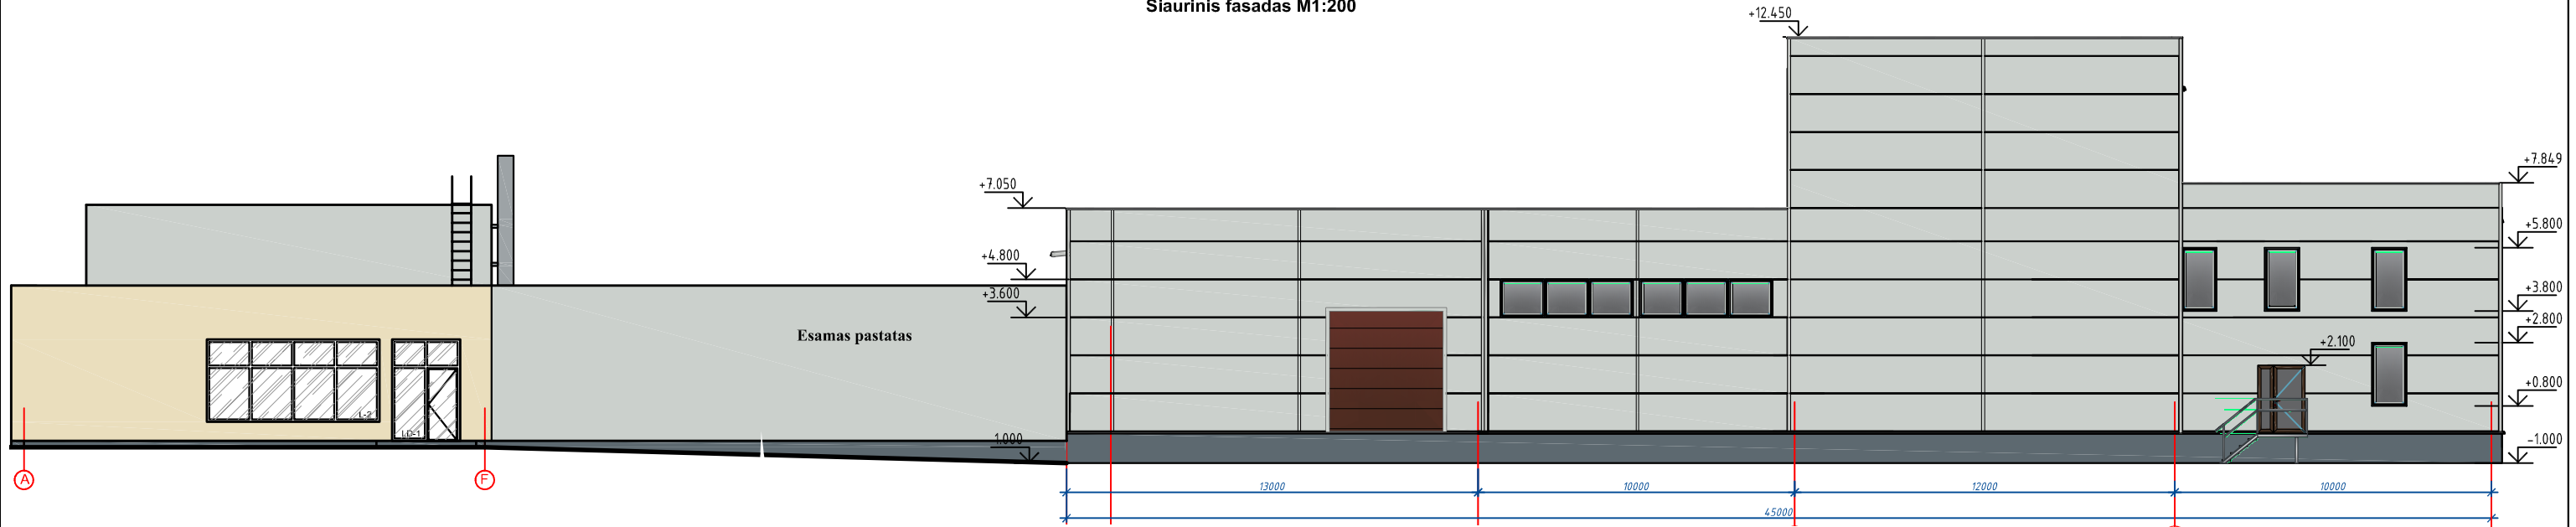 Šiaurinis fasadas M1:200
+12.450
+7.849
+7.050
+5.800
+4.800
+3.800
+3.600
+2.800
Esamas pastatas
+2.100
+0.800
L-2
LD-1
-1.000
-1.000
A
F
13000
10000
12000
10000
45000